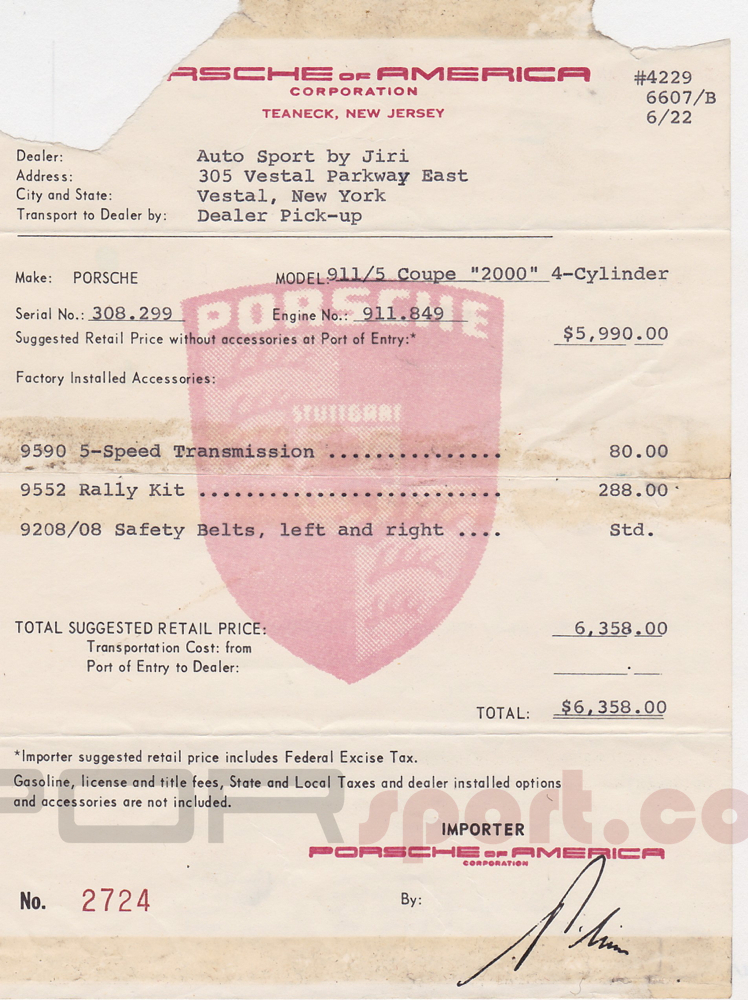 RSCHE OF AMERICA
CORPORATION
TEANECK, NEW JERSEY
#4229
6607/B
6/22
Dealer: Auto Sport by Jiri
Address: 305 Vestal Parkway East
City and State: Vestal, New York
Transport to Dealer by: Dealer Pick-up
Make: PORSCHE MODEL: 911/5 Coupe "2000" 4-Cylinder
Serial No.: 308.299 Engine No.: 911.849
Suggested Retail Price without accessories at Port of Entry:* $5,990.00
PORSCHE
Factory Installed Accessories:
STUTTGART
9590 5-Speed Transmission ............... 80.00
9552 Rally Kit .......................... 288.00
9208/08 Safety Belts, left and right .... Std.
TOTAL SUGGESTED RETAIL PRICE: 6,358.00
Transportation Cost: from
Port of Entry to Dealer:
TOTAL: $6,358.00
*Importer suggested retail price includes Federal Excise Tax.
Gasoline, license and title fees, State and Local Taxes and dealer installed options
and accessories are not included.
PORsport.co
IMPORTER
PORSCHE OF AMERICA
CORPORATION
No. 2724 By: